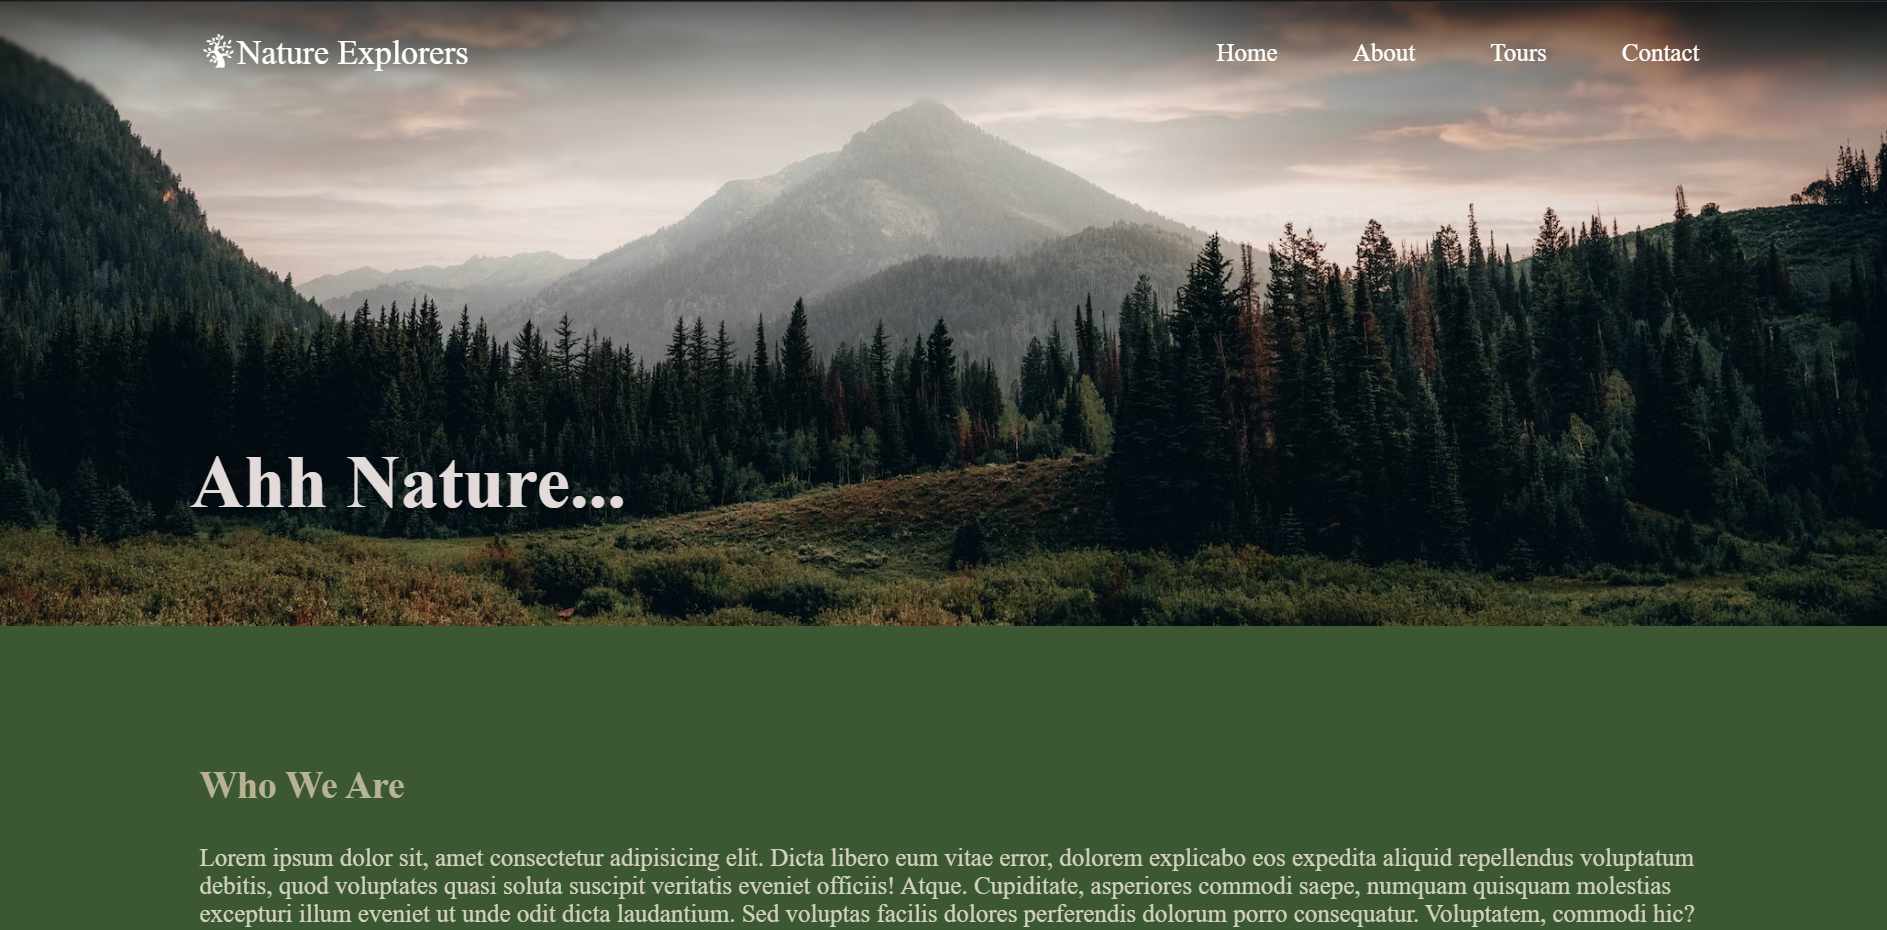 Nature Explorers
Home About Tours Contact
Ahh Nature...
Who We Are
Lorem ipsum dolor sit, amet consectetur adipisicing elit. Dicta libero eum vitae error, dolorem explicabo eos expedita aliquid repellendus voluptatum
debitis, quod voluptates quasi soluta suscipit veritatis eveniet officiis! Atque. Cupiditate, asperiores commodi saepe, numquam quisquam molestias
excepturi illum eveniet ut unde odit dicta laudantium. Sed voluptas facilis dolores perferendis dolorum porro consequatur. Voluptatem, commodi hic?